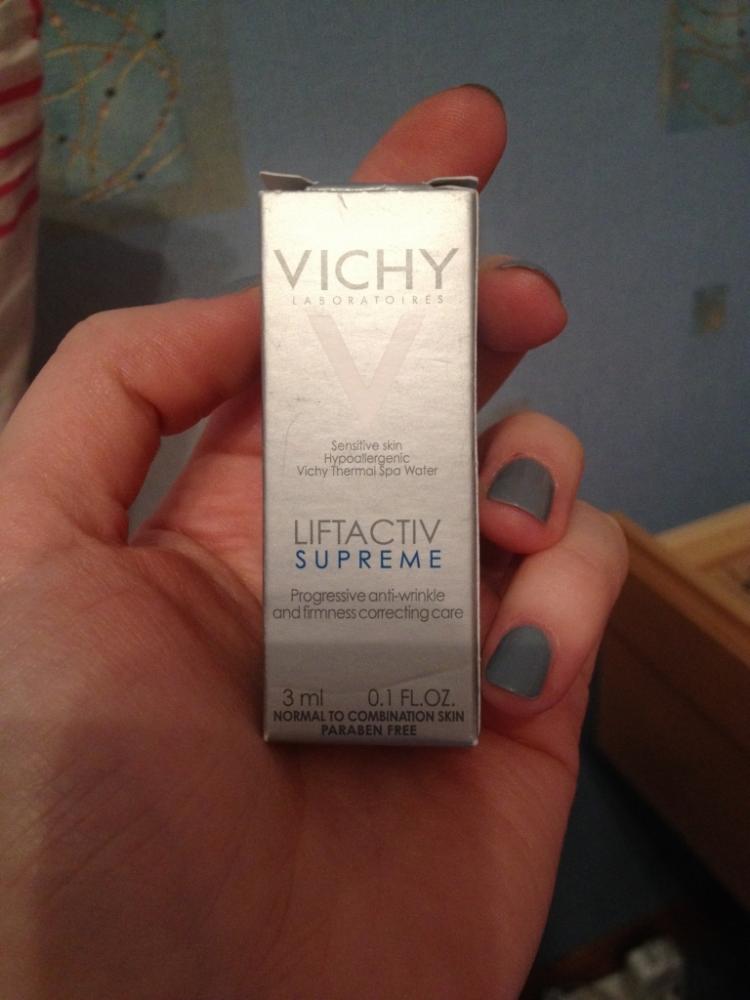 VICHY
LABORATOIRES
V
Sensitive skin
Hypoallergenic
Vichy Thermal Spa Water
LIFTACTIV
SUPREME
Progressive anti-wrinkle
and firmness correcting care
3 ml 0.1 FL.OZ.
NORMAL TO COMBINATION SKIN
PARABEN FREE